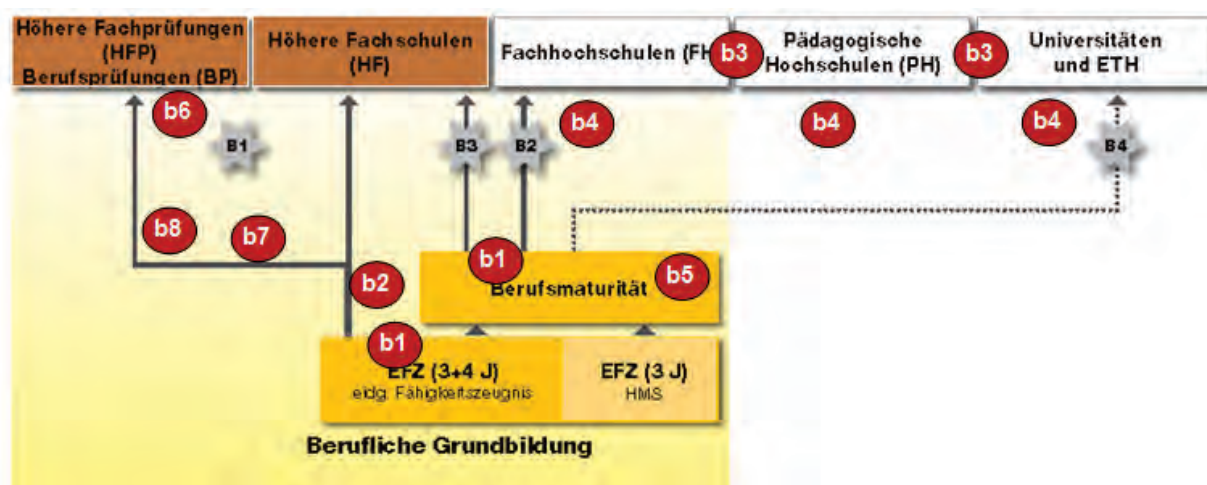 Höhere Fachprüfungen
(HFP)
Berufsprüfungen (BP)
Höhere Fachschulen
(HF)
Fachhochschulen (FH
b3
Pädagogische
Hochschulen (PH)
b3
Universitäten
und ETH
b6
B1
B3
B2
b4
b4
b4
B4
b8
b7
b2
b1
b5
Berufsmaturität
b1
EFZ (3+4 J)
eidg. Fähigkeitszeugnis
EFZ (3 J)
HMS
Berufliche Grundbildung